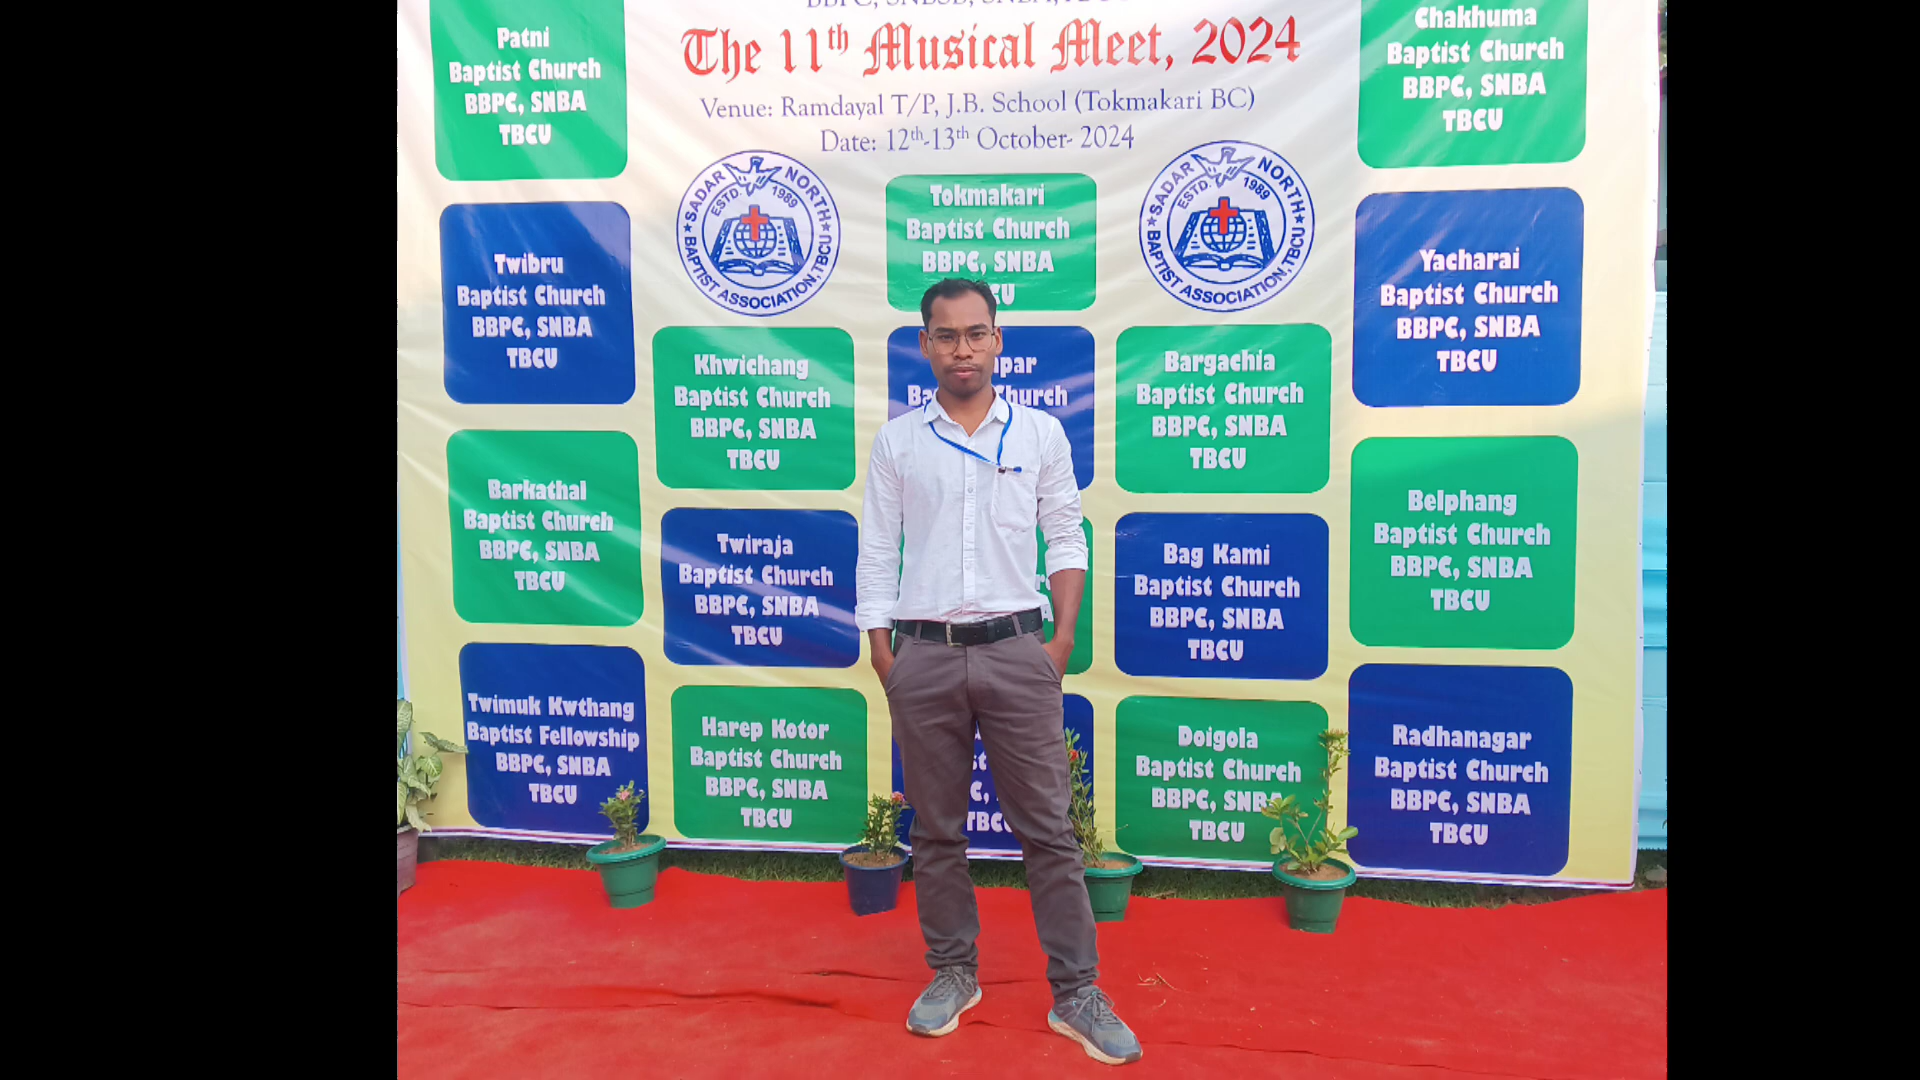 The 11th Musical Meet, 2024
Venue: Ramdayal T/P, J.B. School (Tokmakari BC)
Date: 12th-13th October- 2024
Patni
Baptist Church
BBPC, SNBA
TBCU
Twibru
Baptist Church
BBPC, SNBA
TBCU
Barkathal
Baptist Church
BBPC, SNBA
TBCU
Twimuk Kwthang
Baptist Fellowship
BBPC, SNBA
TBCU
SADAR NORTH
ESTD. 1989
BAPTIST ASSOCIATION, TBCU
Khwichang
Baptist Church
BBPC, SNBA
TBCU
Twiraja
Baptist Church
BBPC, SNBA
TBCU
Harep Kotor
Baptist Church
BBPC, SNBA
TBCU
Tokmakari
Baptist Church
BBPC, SNBA
SADAR NORTH
ESTD. 1989
BAPTIST ASSOCIATION, TBCU
Bargachia
Baptist Church
BBPC, SNBA
TBCU
Bag Kami
Baptist Church
BBPC, SNBA
TBCU
Doigola
Baptist Church
BBPC, SNBA
TBCU
Chakhuma
Baptist Church
BBPC, SNBA
TBCU
Yacharai
Baptist Church
BBPC, SNBA
TBCU
Belphang
Baptist Church
BBPC, SNBA
TBCU
Radhanagar
Baptist Church
BBPC, SNBA
TBCU